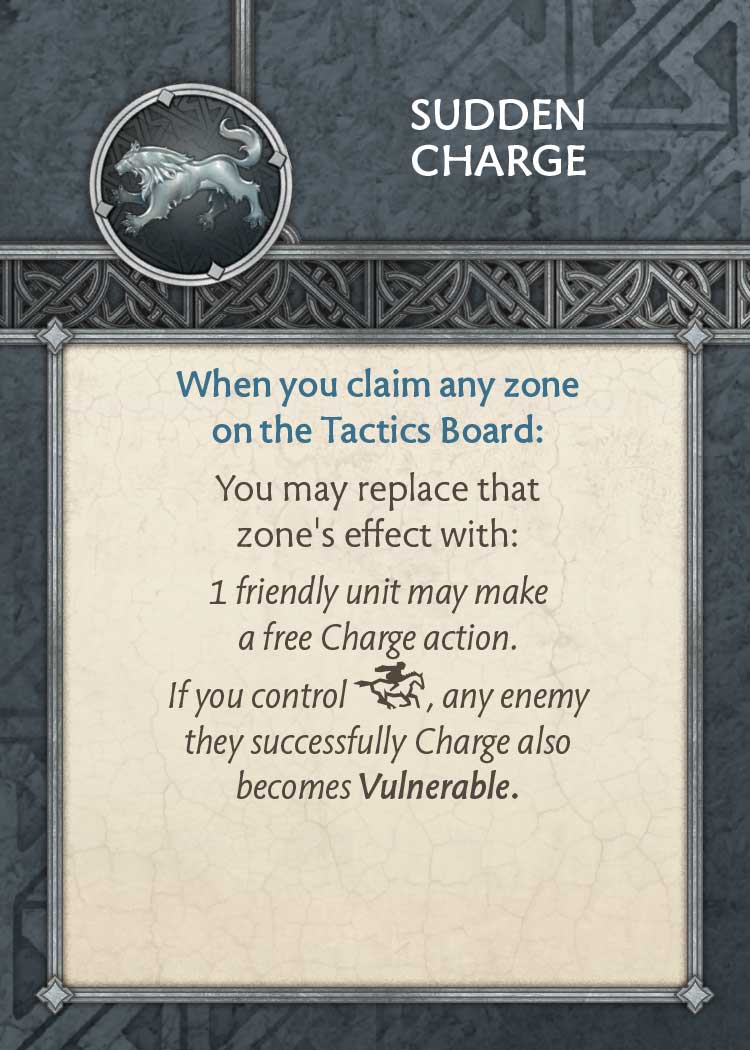 SUDDEN
CHARGE
When you claim any zone
on the Tactics Board:
You may replace that
zone's effect with:
1 friendly unit may make
a free Charge action.
If you control , any enemy
they successfully Charge also
becomes Vulnerable.